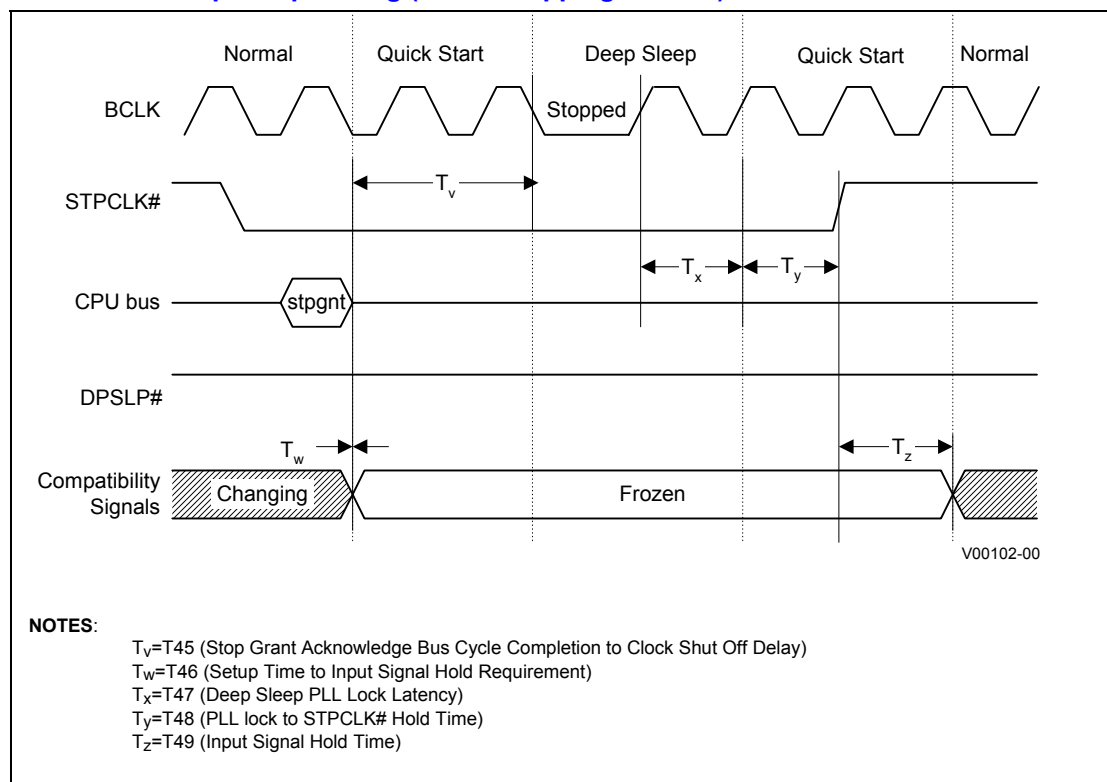 Normal Quick Start Deep Sleep Quick Start Normal
BCLK
Stopped
STPCLK#
Tv
Tx
Ty
CPU bus
stpgnt
DPSLP#
Tw
Tz
Compatibility
Signals
Changing
Frozen
V00102-00
NOTES:
TV=T45 (Stop Grant Acknowledge Bus Cycle Completion to Clock Shut Off Delay)
TW=T46 (Setup Time to Input Signal Hold Requirement)
TX=T47 (Deep Sleep PLL Lock Latency)
TY=T48 (PLL lock to STPCLK# Hold Time)
TZ=T49 (Input Signal Hold Time)